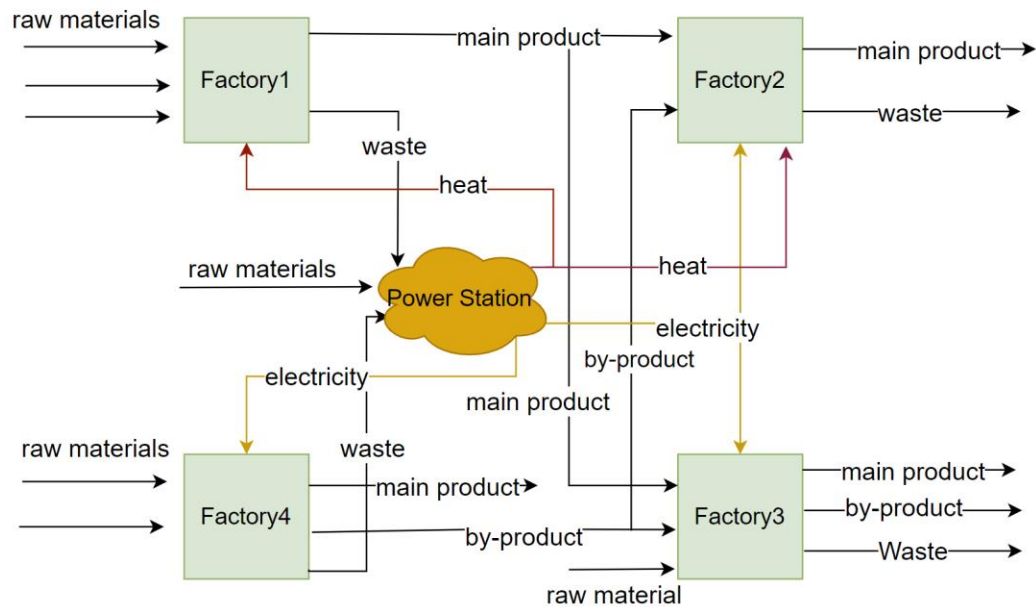 raw materials
main product
Factory1
Factory2
main product
waste
waste
heat
raw materials
heat
Power Station
electricity
by-product
electricity
main product
raw materials
waste
main product
main product
Factory4
Factory3
by-product
by-product
Waste
raw material